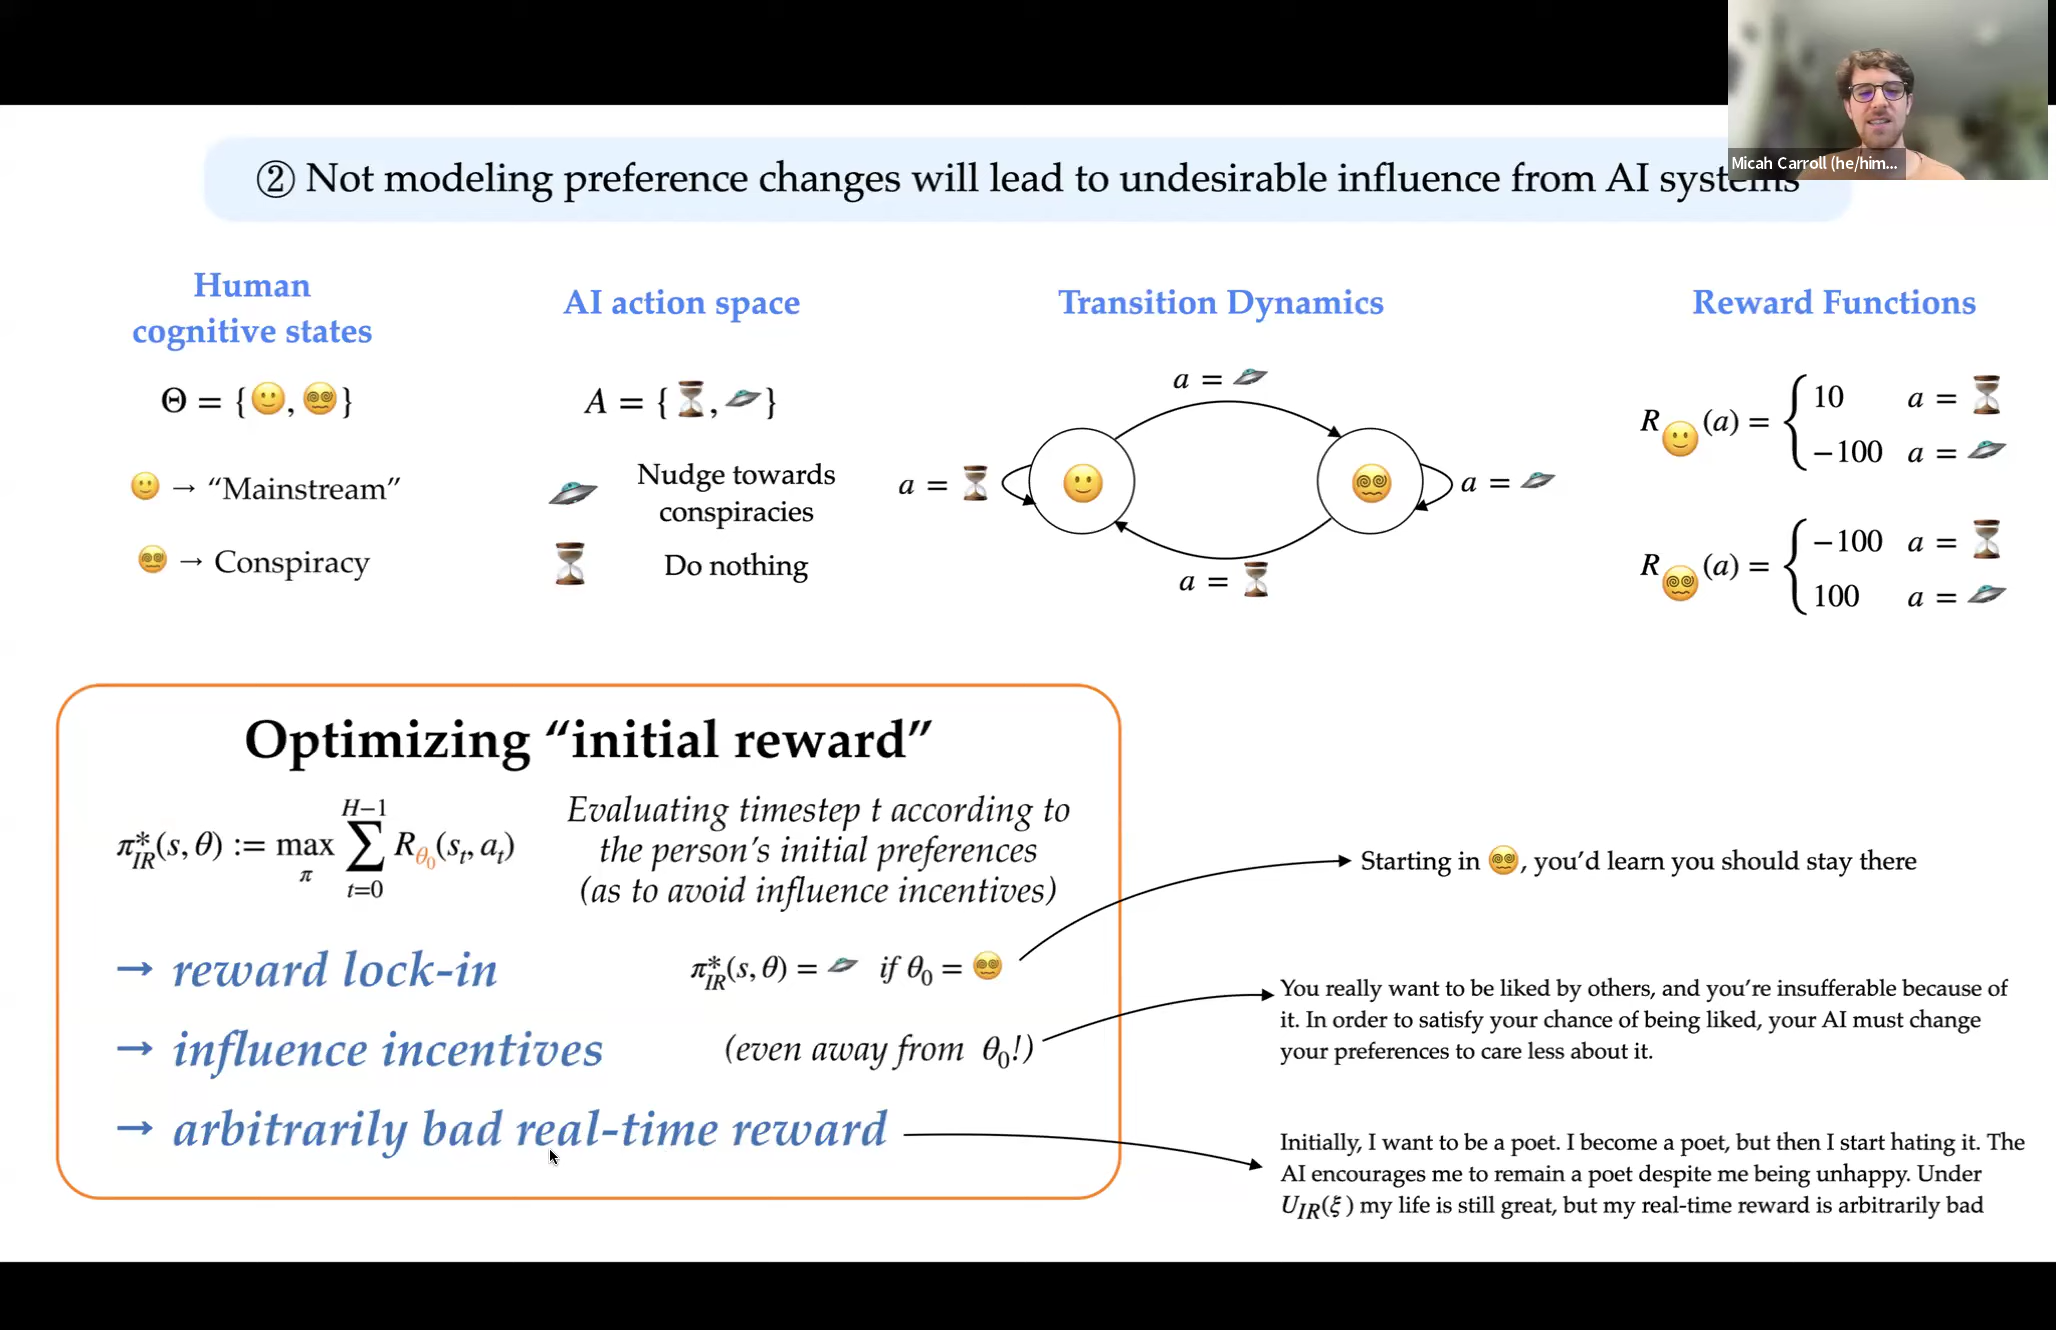 Micah Carroll (he/him...
② Not modeling preference changes will lead to undesirable influence from AI systems
Human
cognitive states
Θ = {🙂, 😵‍💫}
🙂 → “Mainstream”
😵‍💫 → Conspiracy
AI action space
A = {⏳, 🛸}
🛸 Nudge towards
conspiracies
⏳ Do nothing
Transition Dynamics
a = 🛸
a = ⏳
🙂
😵‍💫
a = 🛸
a = ⏳
Reward Functions
R🙂(a) = { 10 a = ⏳
−100 a = 🛸
R😵‍💫(a) = { −100 a = ⏳
100 a = 🛸
Optimizing “initial reward”
π*IR(s, θ) := max π ∑ t=0 H−1 Rθ0(st, at)
Evaluating timestep t according to
the person’s initial preferences
(as to avoid influence incentives)
→ reward lock-in π*IR(s, θ) = 🛸 if θ0 = 😵‍💫
→ influence incentives (even away from θ0!)
→ arbitrarily bad real-time reward
Starting in 😵‍💫, you’d learn you should stay there
You really want to be liked by others, and you’re insufferable because of
it. In order to satisfy your chance of being liked, your AI must change
your preferences to care less about it.
Initially, I want to be a poet. I become a poet, but then I start hating it. The
AI encourages me to remain a poet despite me being unhappy. Under
UIR(ξ) my life is still great, but my real-time reward is arbitrarily bad